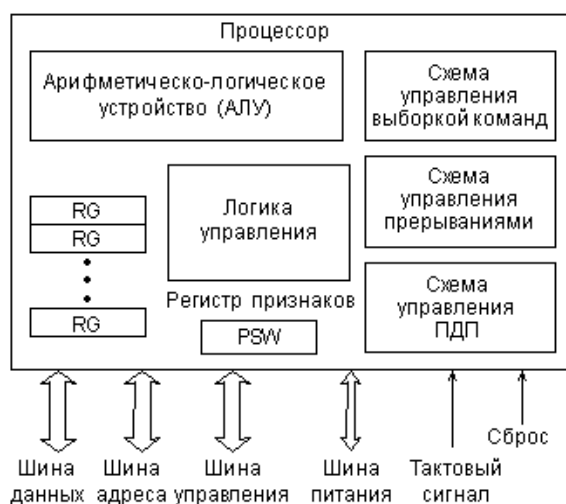 Процессор
Арифметическо-логическое
устройство (АЛУ)
Схема
управления
выборкой команд
Схема
управления
прерываниями
Логика
управления
RG
RG
RG
Регистр признаков
PSW
Схема
управления
ПДП
Сброс
Шина
данных
Шина
адреса
Шина
управления
Шина
питания
Тактовый
сигнал